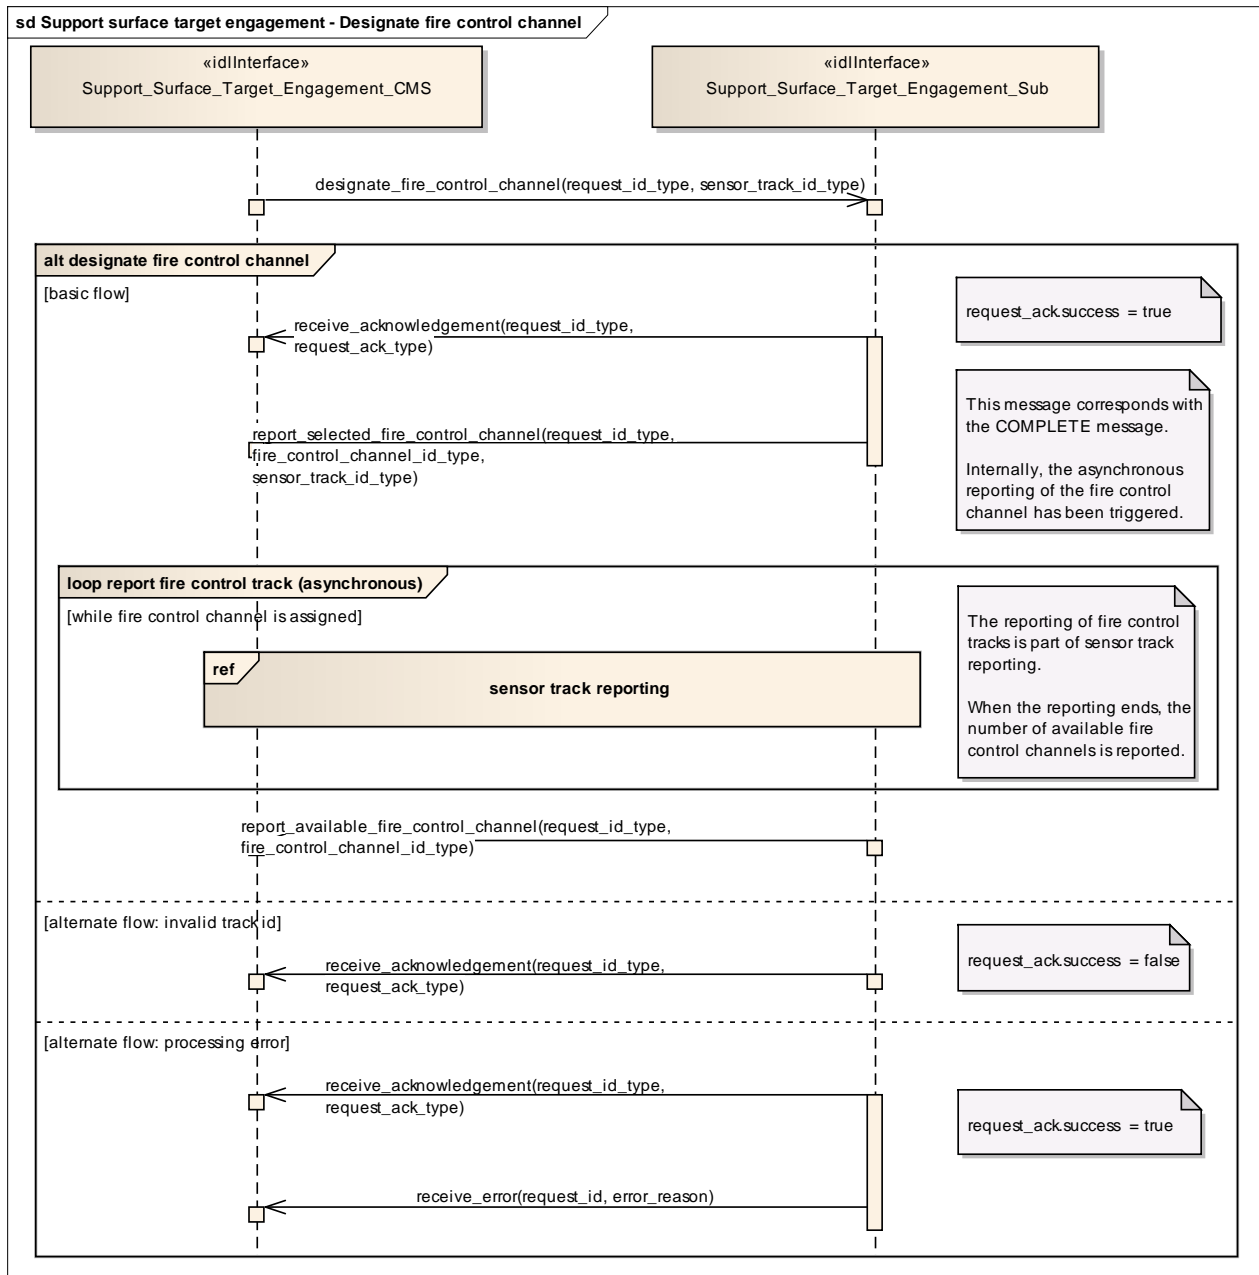 sd Support surface target engagement - Designate fire control channel
«idlInterface»
Support_Surface_Target_Engagement_CMS
«idlInterface»
Support_Surface_Target_Engagement_Sub
designate_fire_control_channel(request_id_type, sensor_track_id_type)
alt designate fire control channel
[basic flow]
request_ack.success = true
receive_acknowledgement(request_id_type,
request_ack_type)
This message corresponds with
the COMPLETE message.
Internally, the asynchronous
reporting of the fire control
channel has been triggered.
report_selected_fire_control_channel(request_id_type,
fire_control_channel_id_type,
sensor_track_id_type)
loop report fire control track (asynchronous)
[while fire control channel is assigned]
The reporting of fire control
tracks is part of sensor track
reporting.
When the reporting ends, the
number of available fire
control channels is reported.
ref
sensor track reporting
report_available_fire_control_channel(request_id_type,
fire_control_channel_id_type)
[alternate flow: invalid track id]
request_ack.success = false
receive_acknowledgement(request_id_type,
request_ack_type)
[alternate flow: processing error]
receive_acknowledgement(request_id_type,
request_ack_type)
request_ack.success = true
receive_error(request_id, error_reason)